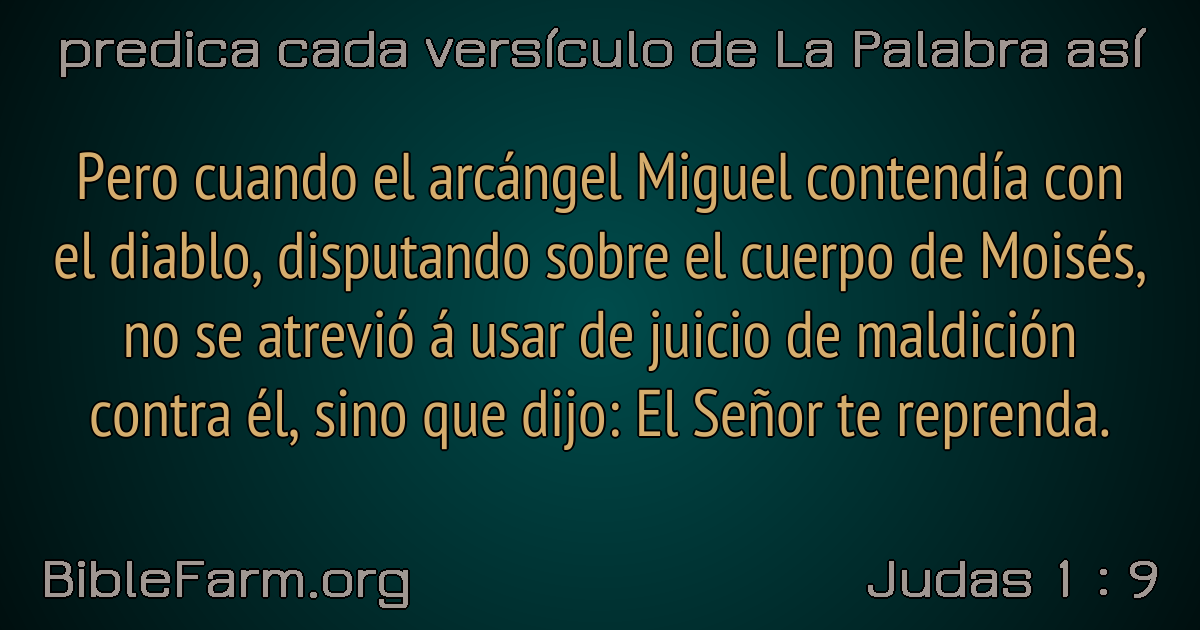 predica cada versículo de La Palabra así
Pero cuando el arcángel Miguel contendía con
el diablo, disputando sobre el cuerpo de Moisés,
no se atrevió á usar de juicio de maldición
contra él, sino que dijo: El Señor te reprenda.
BibleFarm.org
Judas 1 : 9